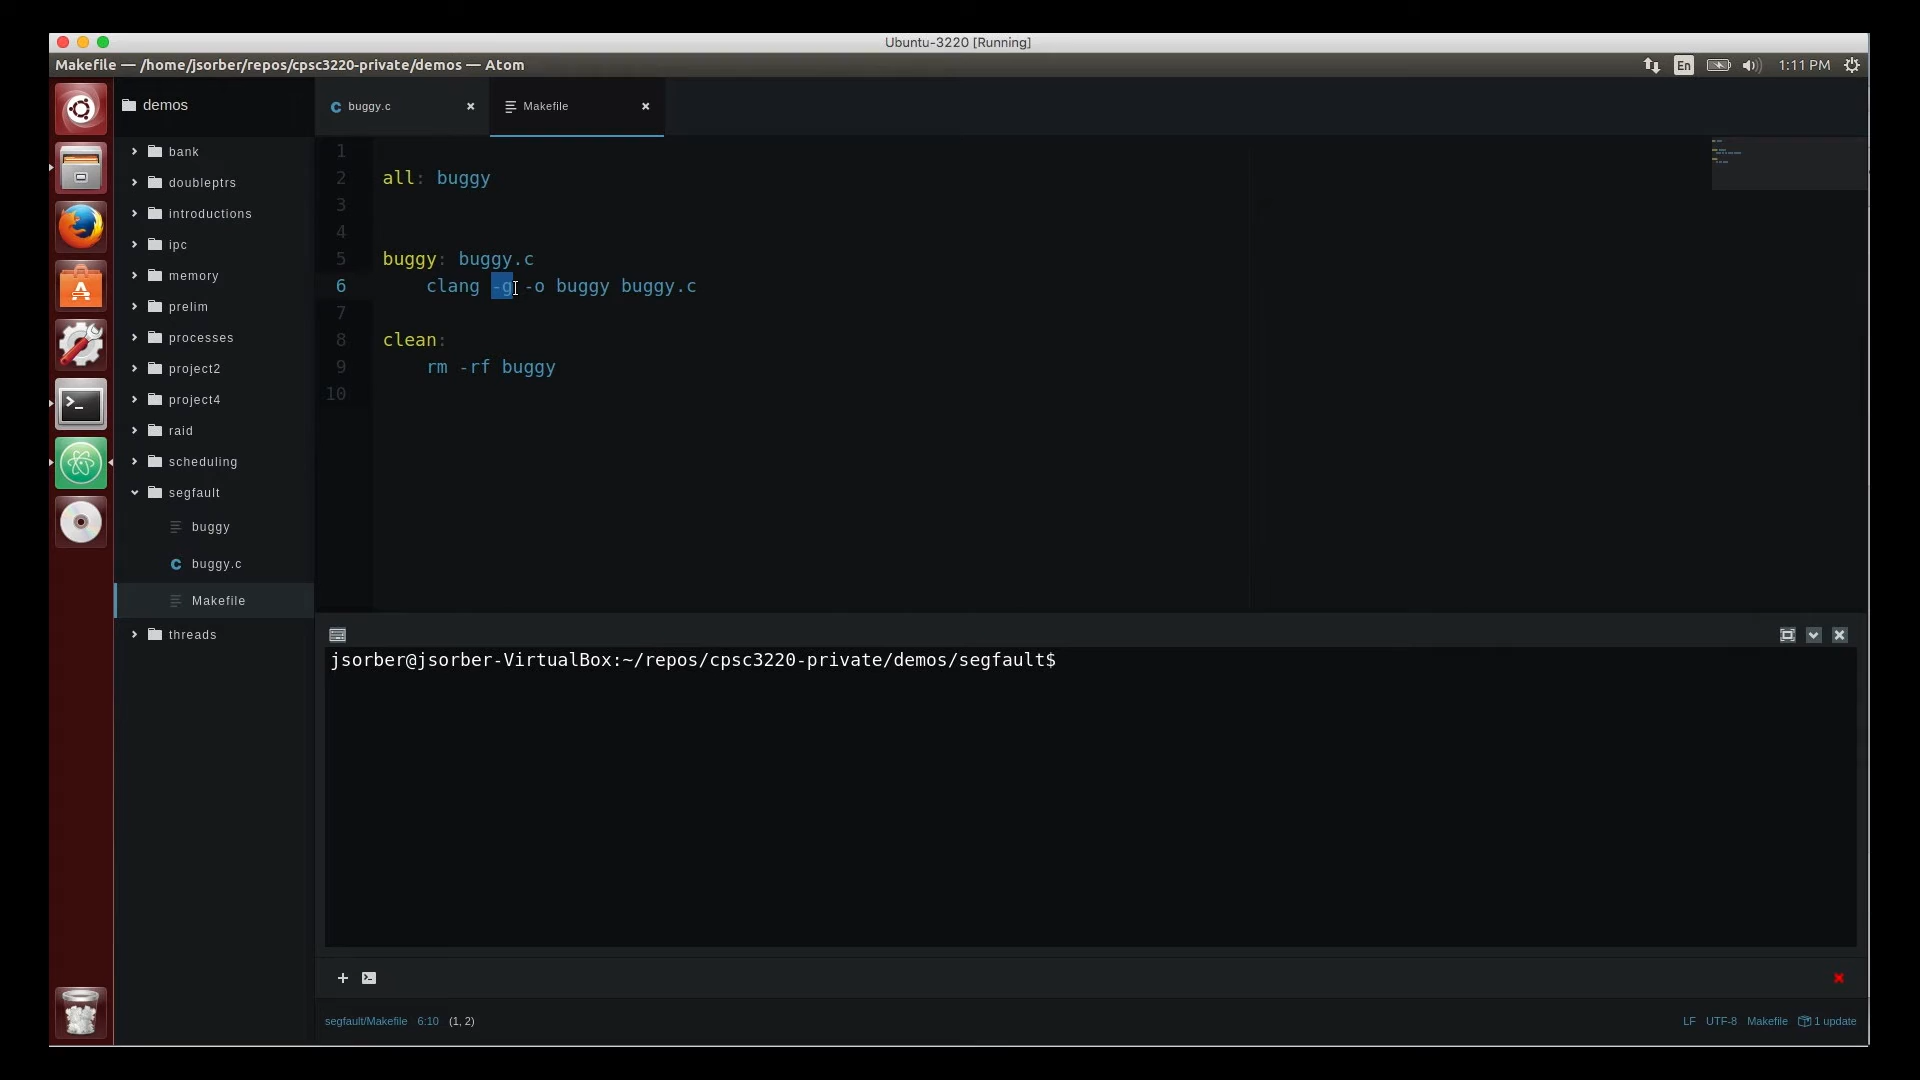 Ubuntu-3220 [Running]
Makefile — /home/jsorber/repos/cpsc3220-private/demos — Atom
En
1:11 PM
demos
buggy.c
Makefile
bank
doubleptrs
introductions
ipc
memory
prelim
processes
project2
project4
raid
scheduling
segfault
buggy
buggy.c
Makefile
threads
1
2 all: buggy
3
4
5 buggy: buggy.c
6 clang -g -o buggy buggy.c
7
8 clean:
9 rm -rf buggy
10
jsorber@jsorber-VirtualBox:~/repos/cpsc3220-private/demos/segfault$
segfault/Makefile 6:10 (1, 2)
LF UTF-8 Makefile 1 update